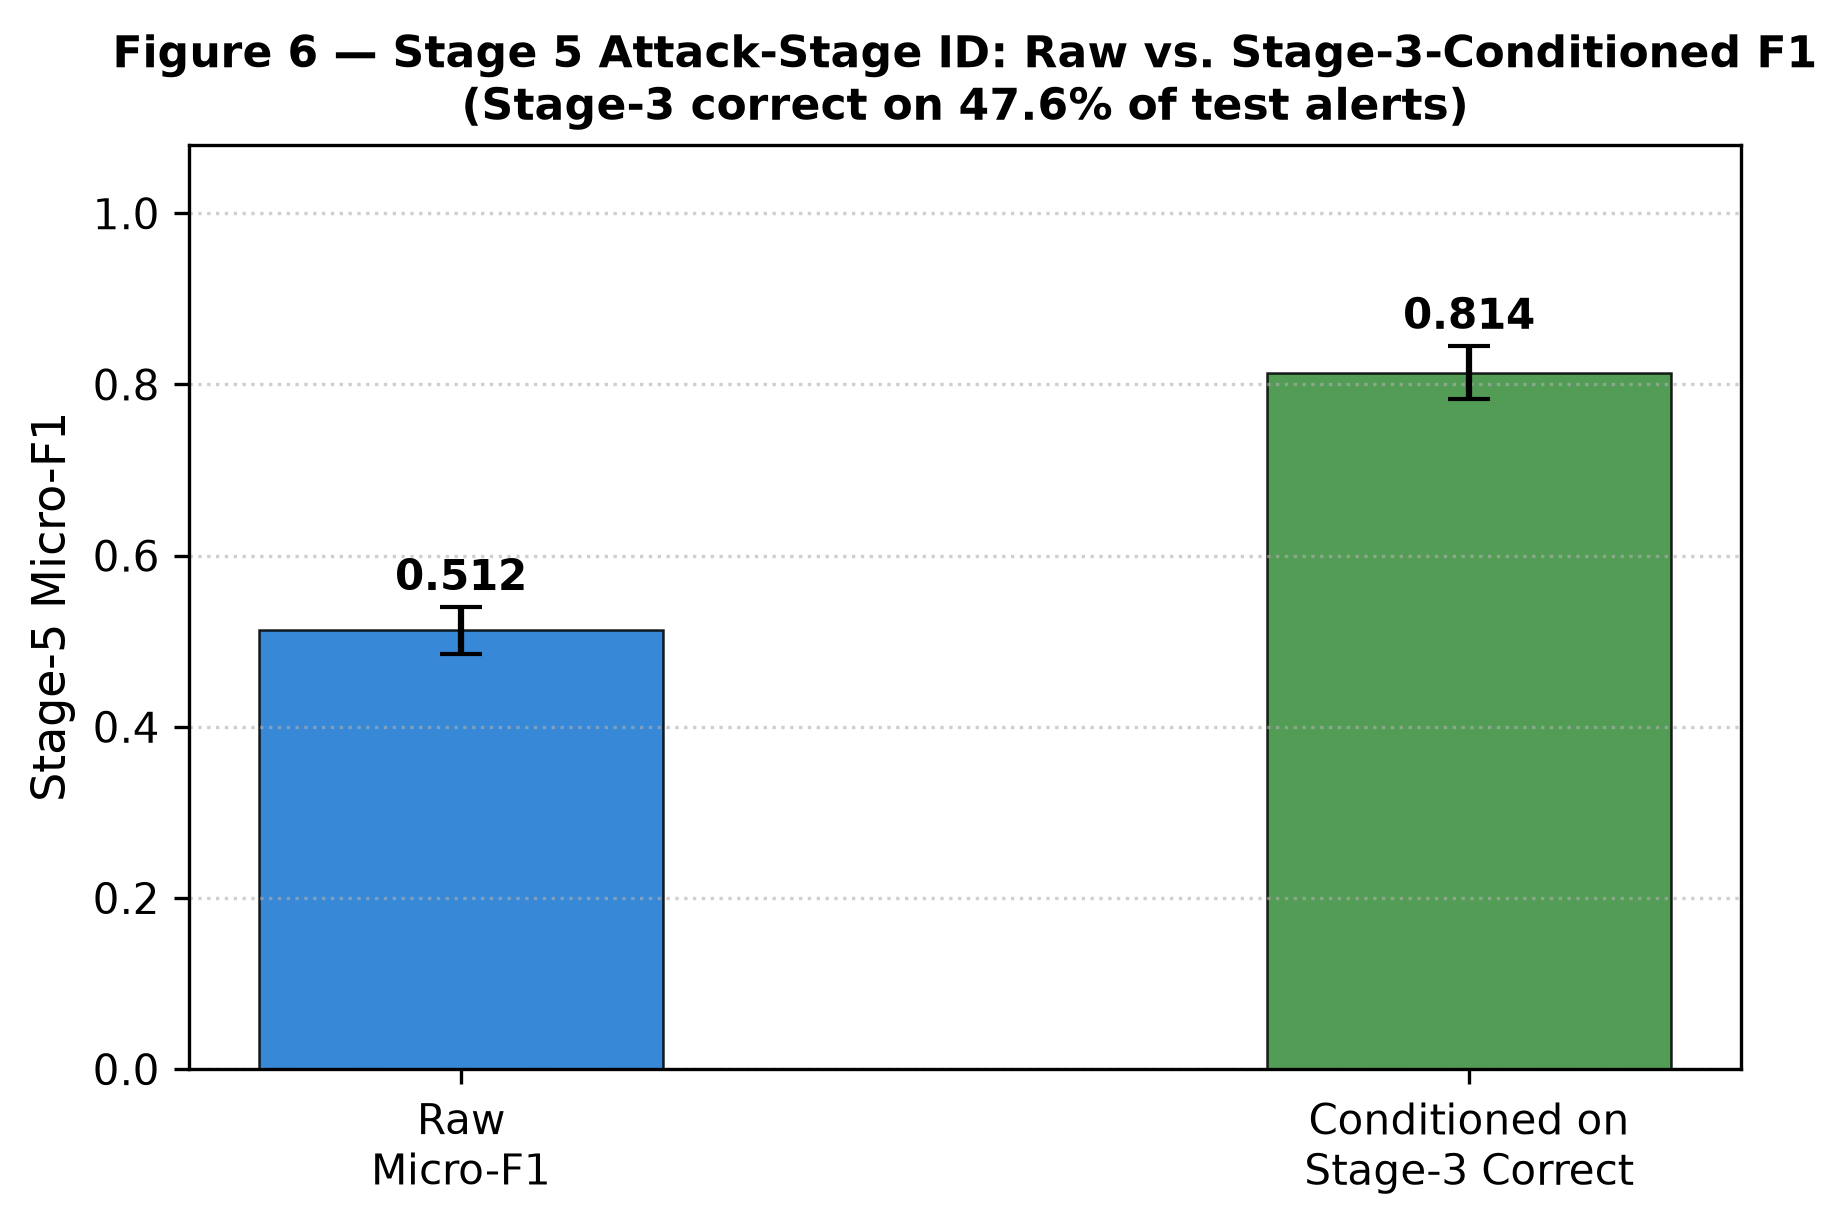 Figure 6 — Stage 5 Attack-Stage ID: Raw vs. Stage-3-Conditioned F1
(Stage-3 correct on 47.6% of test alerts)
Stage-5 Micro-F1
1.0
0.8
0.6
0.4
0.2
0.0
0.512
0.814
Raw
Micro-F1
Conditioned on
Stage-3 Correct